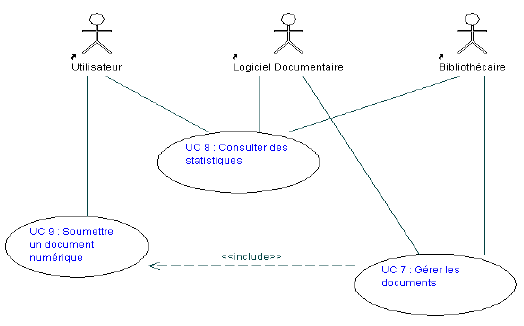 Utilisateur
Logiciel Documentaire
Bibliothécaire
UC 8 : Consulter des
statistiques
UC 9 : Soumettre
un document
numérique
<<include>>
UC 7 : Gérer les
documents